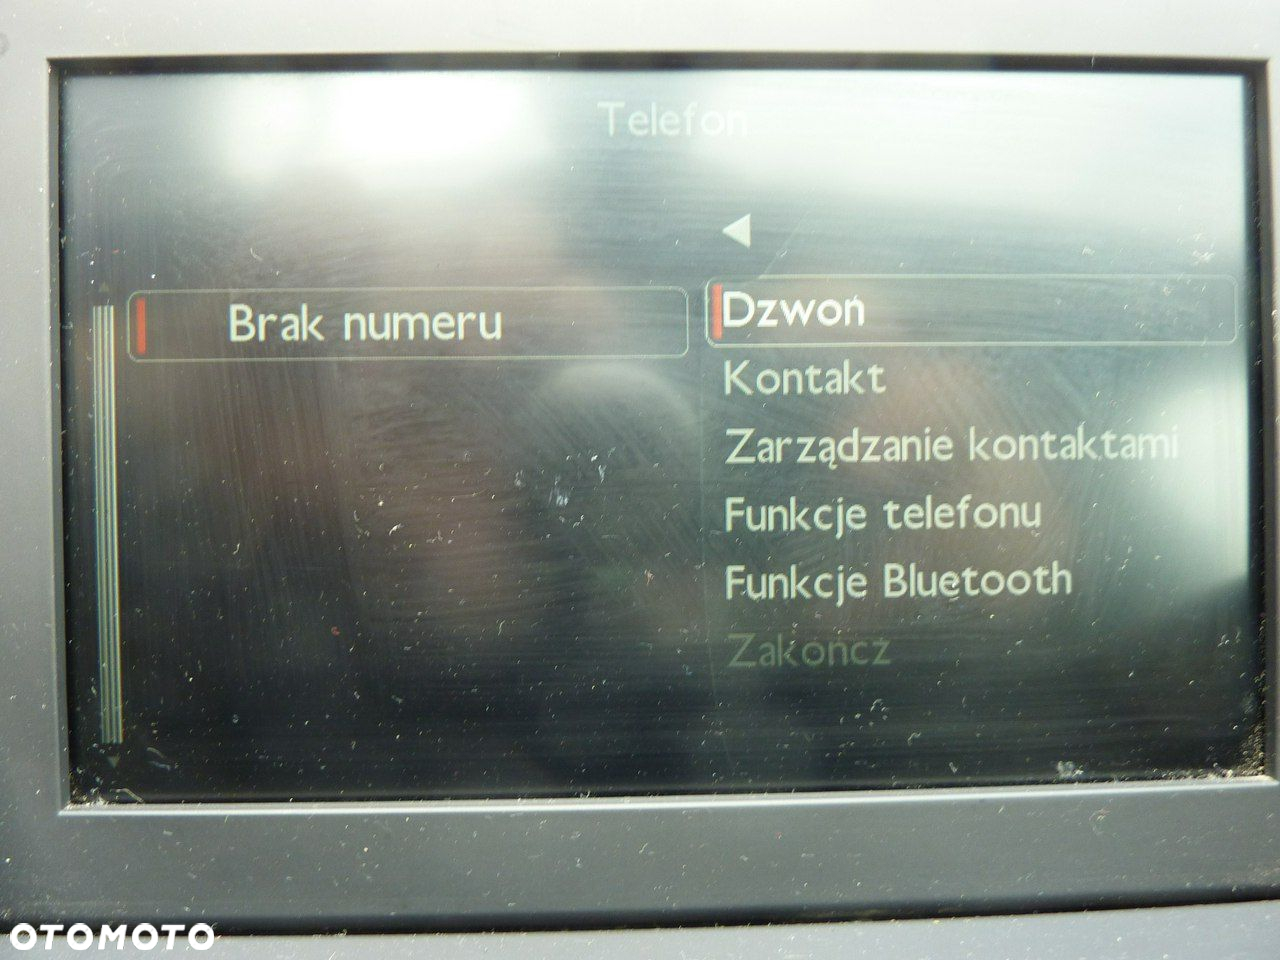 Telefon
Brak numeru
Dzwoń
Kontakt
Zarządzanie kontaktami
Funkcje telefonu
Funkcje Bluetooth
Zakończ
OTOMOTO